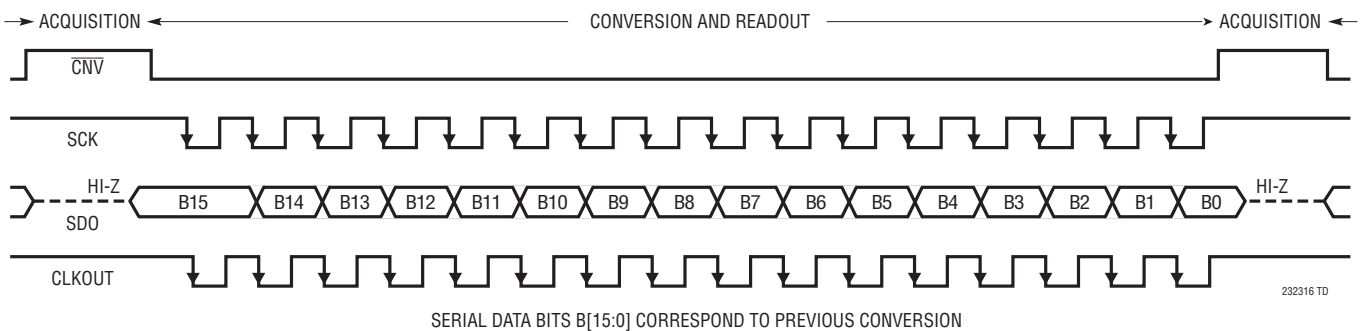 ACQUISITION CONVERSION AND READOUT ACQUISITION
CNV
SCK
HI-Z B15 B14 B13 B12 B11 B10 B9 B8 B7 B6 B5 B4 B3 B2 B1 B0 HI-Z
SDO
CLKOUT
232316 TD
SERIAL DATA BITS B[15:0] CORRESPOND TO PREVIOUS CONVERSION